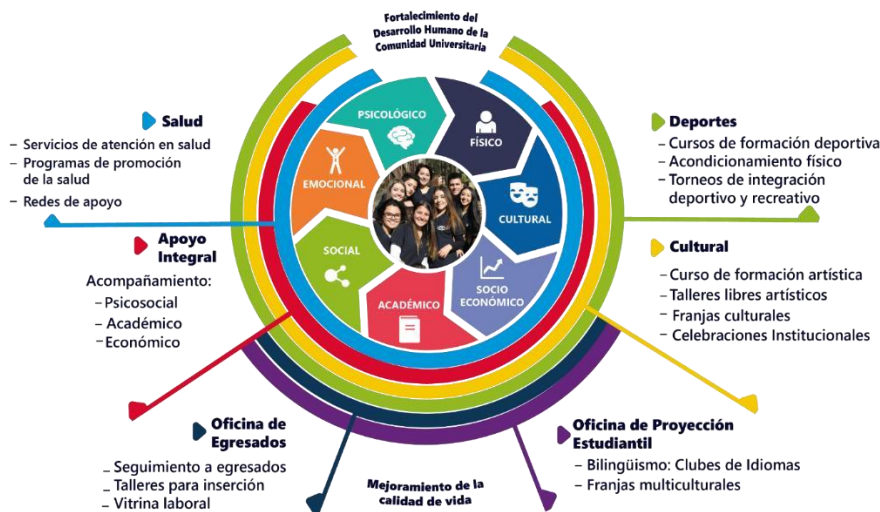 Fortalecimiento del
Desarrollo Humano de la
Comunidad Universitaria
PSICOLÓGICO
FÍSICO
EMOCIONAL
CULTURAL
SOCIAL
SOCIO
ECONÓMICO
ACADÉMICO
Salud
– Servicios de atención en salud
– Programas de promoción
de la salud
– Redes de apoyo
Apoyo
Integral
Acompañamiento:
– Psicosocial
– Académico
– Económico
Oficina de
Egresados
– Seguimiento a egresados
– Talleres para inserción
– Vitrina laboral
Mejoramiento de la
calidad de vida
Deportes
– Cursos de formación deportiva
– Acondicionamiento físico
– Torneos de integración
deportivo y recreativo
Cultural
– Curso de formación artística
– Talleres libres artísticos
– Franjas culturales
– Celebraciones Institucionales
Oficina de Proyección
Estudiantil
– Bilingüismo: Clubes de Idiomas
– Franjas multiculturales